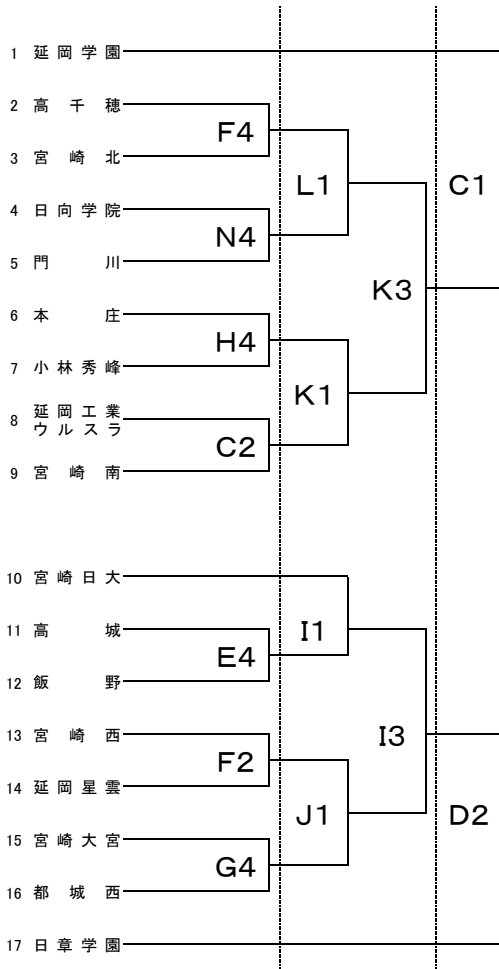 1 延岡学園
2 高千穂
3 宮崎北
F4
4 日向学院
5 門川
N4
L1
6 本庄
7 小林秀峰
H4
8 延岡工業
ウルスラ
9 宮崎南
C2
K1
K3
C1
10 宮崎日大
11 高城
12 飯野
E4
I1
13 宮崎西
14 延岡星雲
F2
15 宮崎大宮
16 都城西
G4
J1
I3
D2
17 日章学園